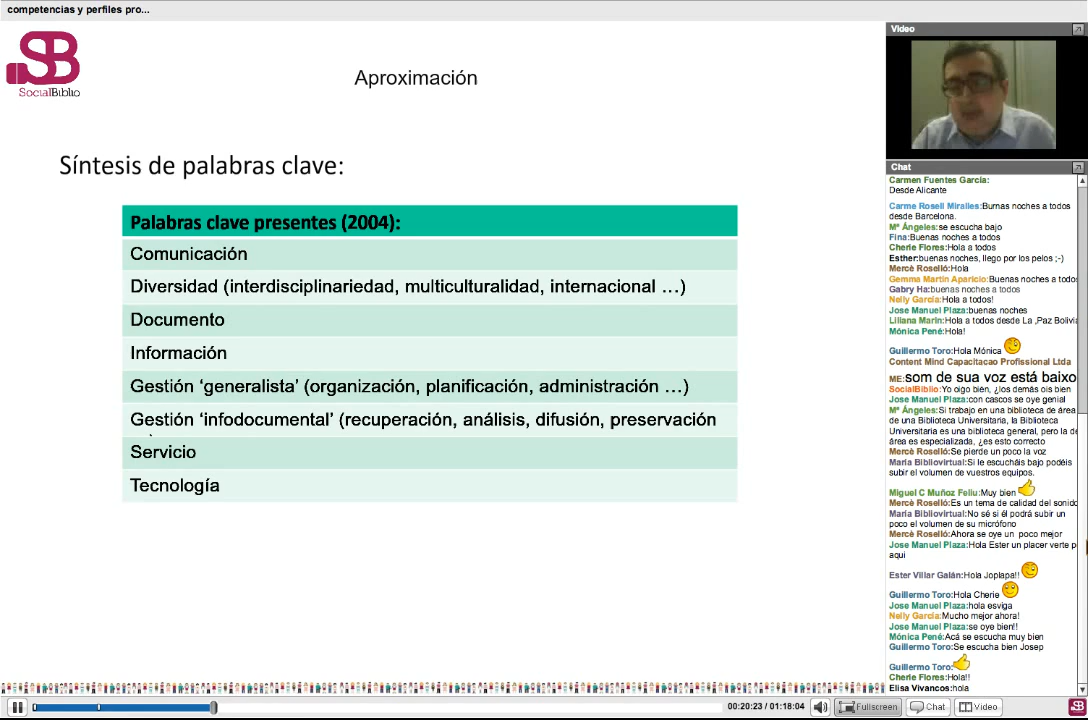 competencias y perfiles pro...
SB
SocialBiblio
Aproximación
Síntesis de palabras clave:
Palabras clave presentes (2004):
Comunicación
Diversidad (interdisciplinariedad, multiculturalidad, internacional ...)
Documento
Información
Gestión ‘generalista’ (organización, planificación, administración ...)
Gestión ‘infodocumental’ (recuperación, análisis, difusión, preservación
Servicio
Tecnología
Video
Chat
Carmen Fuentes García:
Desde Alicante
Carme Rosell Miralles:Burnas noches a todos
desde Barcelona.
Mª Ángeles:se escucha bajo
Fina:Buenas noches a todos
Cherie Flores:Hola a todos
Esther:buenas noches, llego por los pelos ;-)
Mercè Roselló:Hola
Gemma Martín Aparicio:Buenas noches a todos
Gabry Ha:buenas noches a todos
Nelly García:Hola a todos!
Jose Manuel Plaza:buenas noches
Liliana Marin:Hola a todos desde La ,Paz Bolivia
Mónica Pené:Hola!
Guillermo Toro:Hola Mónica
Content Mind Capacitacao Profissional Ltda
ME:som de sua voz está baixo
SocialBiblio:Yo oigo bién, ¿los demás ois bien
Jose Manuel Plaza:con cascos se oye genial
Mª Ángeles:Si trabajo en una biblioteca de área
de una Biblioteca Universitaria, la Biblioteca
Universitaria es una biblioteca general, pero la de
área es especializada, ¿es esto correcto
Mercè Roselló:Se pierde un poco la voz
María Bibliovirtual:Si le escucháis bajo podéis
subir el volumen de vuestros equipos.
Miguel C Muñoz Feliu:Muy bien
Mercè Roselló:Es un tema de calidad del sonido
María Bibliovirtual:No sé si él podrá subir un
poco el volumen de su micrófono
Mercè Roselló:Ahora se oye un poco mejor
Jose Manuel Plaza:Hola Ester un placer verte p
aqui
Ester Villar Galán:Hola Joplapa!!
Guillermo Toro:Hola Cherie
Jose Manuel Plaza:hola esviga
Nelly García:Mucho mejor ahora!
Jose Manuel Plaza:se oye bien!!
Mónica Pené:Acá se escucha muy bien
Guillermo Toro:Se escucha bien Josep
Guillermo Toro:
Cherie Flores:Hola!!
Elisa Vivancos:hola
00:20:23 / 01:18:04
Fullscreen
Chat
Video
SB